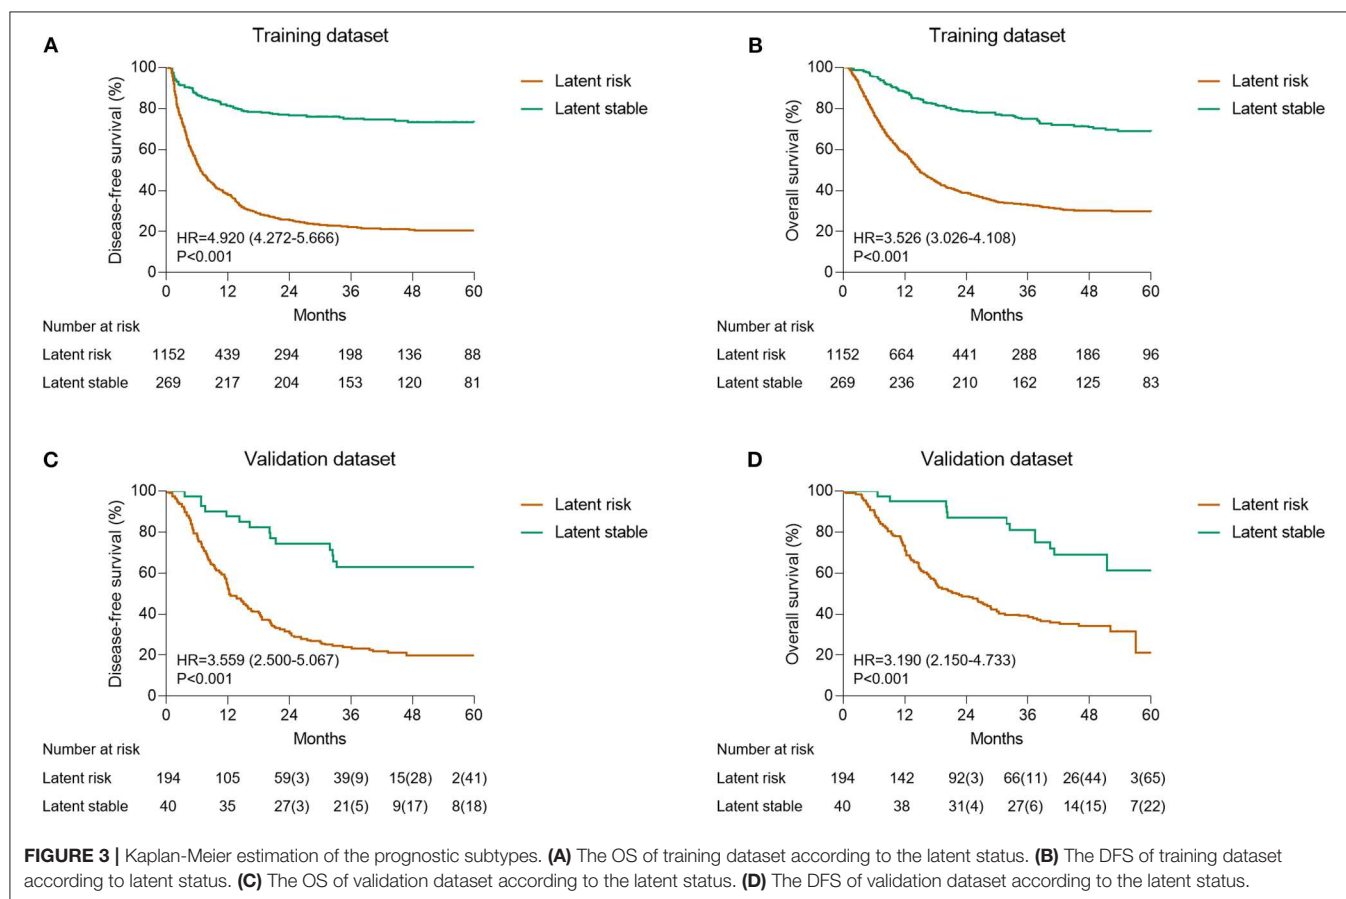 A
Training dataset
Disease-free survival (%)
100
80
60
40
20
0
HR=4.920 (4.272-5.666)
P<0.001
0 12 24 36 48 60
Months
Latent risk
Latent stable
Number at risk
Latent risk 1152 439 294 198 136 88
Latent stable 269 217 204 153 120 81
B
Training dataset
Overall survival (%)
100
80
60
40
20
0
HR=3.526 (3.026-4.108)
P<0.001
0 12 24 36 48 60
Months
Latent risk
Latent stable
Number at risk
Latent risk 1152 664 441 288 186 96
Latent stable 269 236 210 162 125 83
C
Validation dataset
Disease-free survival (%)
100
80
60
40
20
0
HR=3.559 (2.500-5.067)
P<0.001
0 12 24 36 48 60
Months
Latent risk
Latent stable
Number at risk
Latent risk 194 105 59(3) 39(9) 15(28) 2(41)
Latent stable 40 35 27(3) 21(5) 9(17) 8(18)
D
Validation dataset
Overall survival (%)
100
80
60
40
20
0
HR=3.190 (2.150-4.733)
P<0.001
0 12 24 36 48 60
Months
Latent risk
Latent stable
Number at risk
Latent risk 194 142 92(3) 66(11) 26(44) 3(65)
Latent stable 40 38 31(4) 27(6) 14(15) 7(22)
FIGURE 3 | Kaplan-Meier estimation of the prognostic subtypes. (A) The OS of training dataset according to the latent status. (B) The DFS of training dataset
according to latent status. (C) The OS of validation dataset according to the latent status. (D) The DFS of validation dataset according to the latent status.